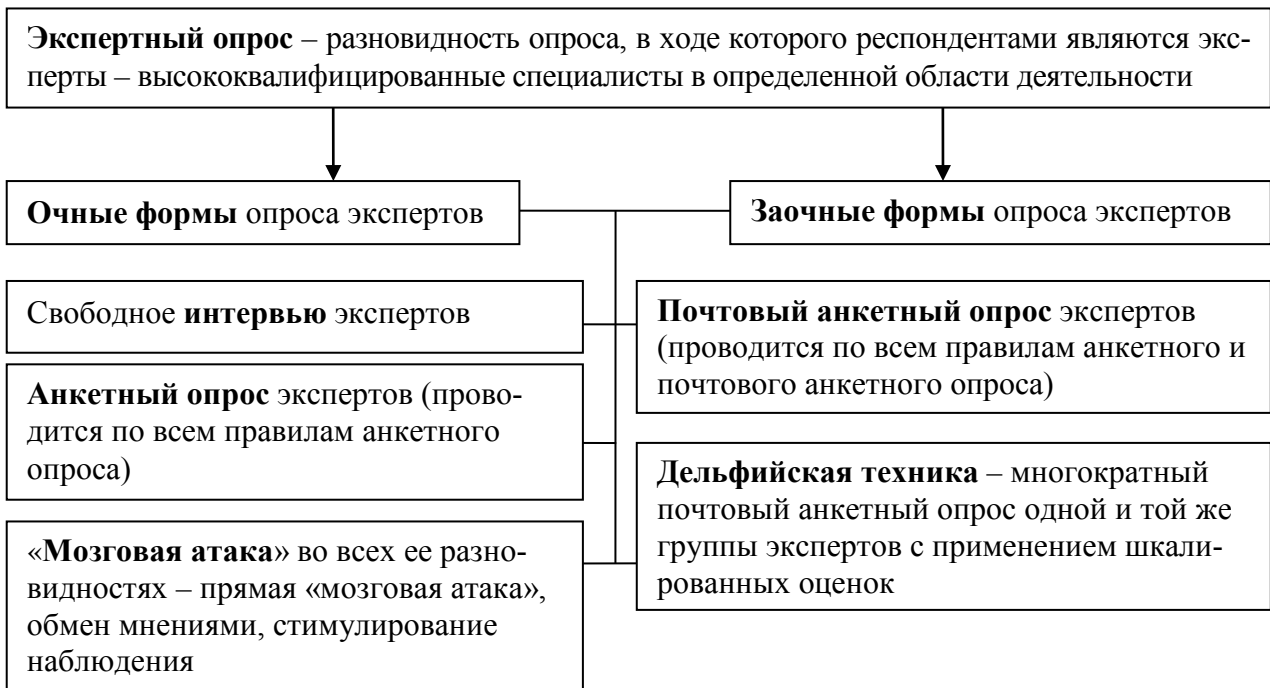 Экспертный опрос – разновидность опроса, в ходе которого респондентами являются экс-
перты – высококвалифицированные специалисты в определенной области деятельности
Очные формы опроса экспертов
Заочные формы опроса экспертов
Свободное интервью экспертов
Анкетный опрос экспертов (прово-
дится по всем правилам анкетного
опроса)
«Мозговая атака» во всех ее разно-
видностях – прямая «мозговая атака»,
обмен мнениями, стимулирование
наблюдения
Почтовый анкетный опрос экспертов
(проводится по всем правилам анкетного и
почтового анкетного опроса)
Дельфийская техника – многократный
почтовый анкетный опрос одной и той же
группы экспертов с применением шкали-
рованных оценок